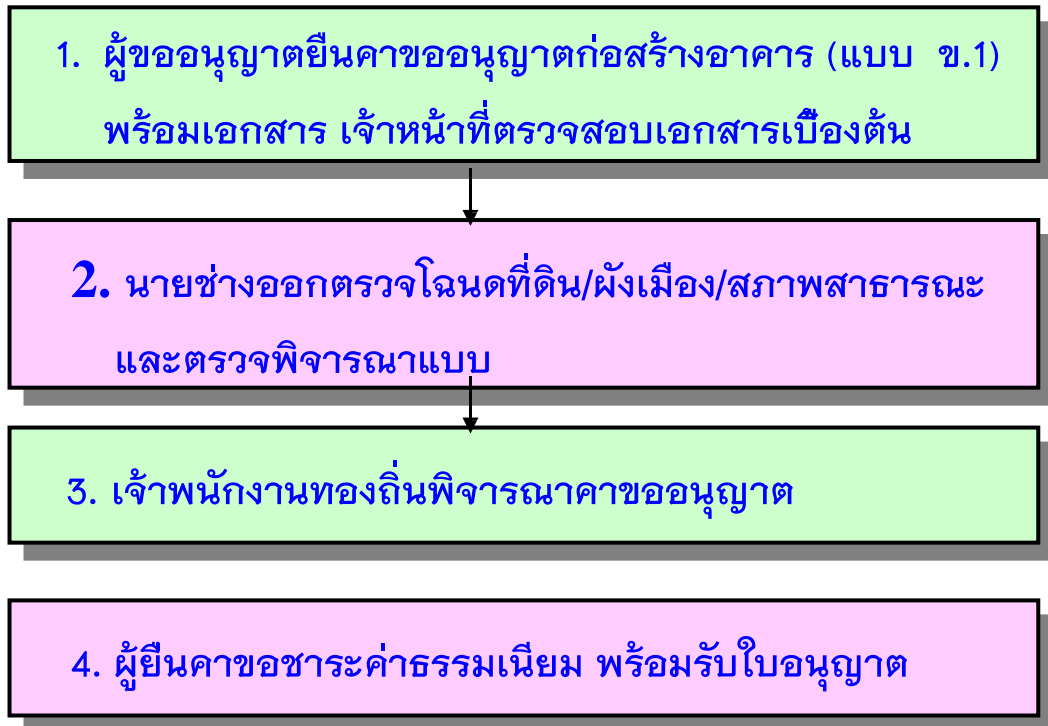 1. ผู้ขออนุญาตยืนคาขออนุญาตก่อสร้างอาคาร (แบบ ข.1)
พร้อมเอกสาร เจ้าหน้าที่ตรวจสอบเอกสารเบืองต้น
2. นายช่างออกตรวจโฉนดที่ดิน/ผังเมือง/สภาพสาธารณะ
และตรวจพิจารณาแบบ
3. เจ้าพนักงานทองถิ่นพิจารณาคาขออนุญาต
4. ผู้ยืนคาขอชาระค่าธรรมเนียม พร้อมรับใบอนุญาต